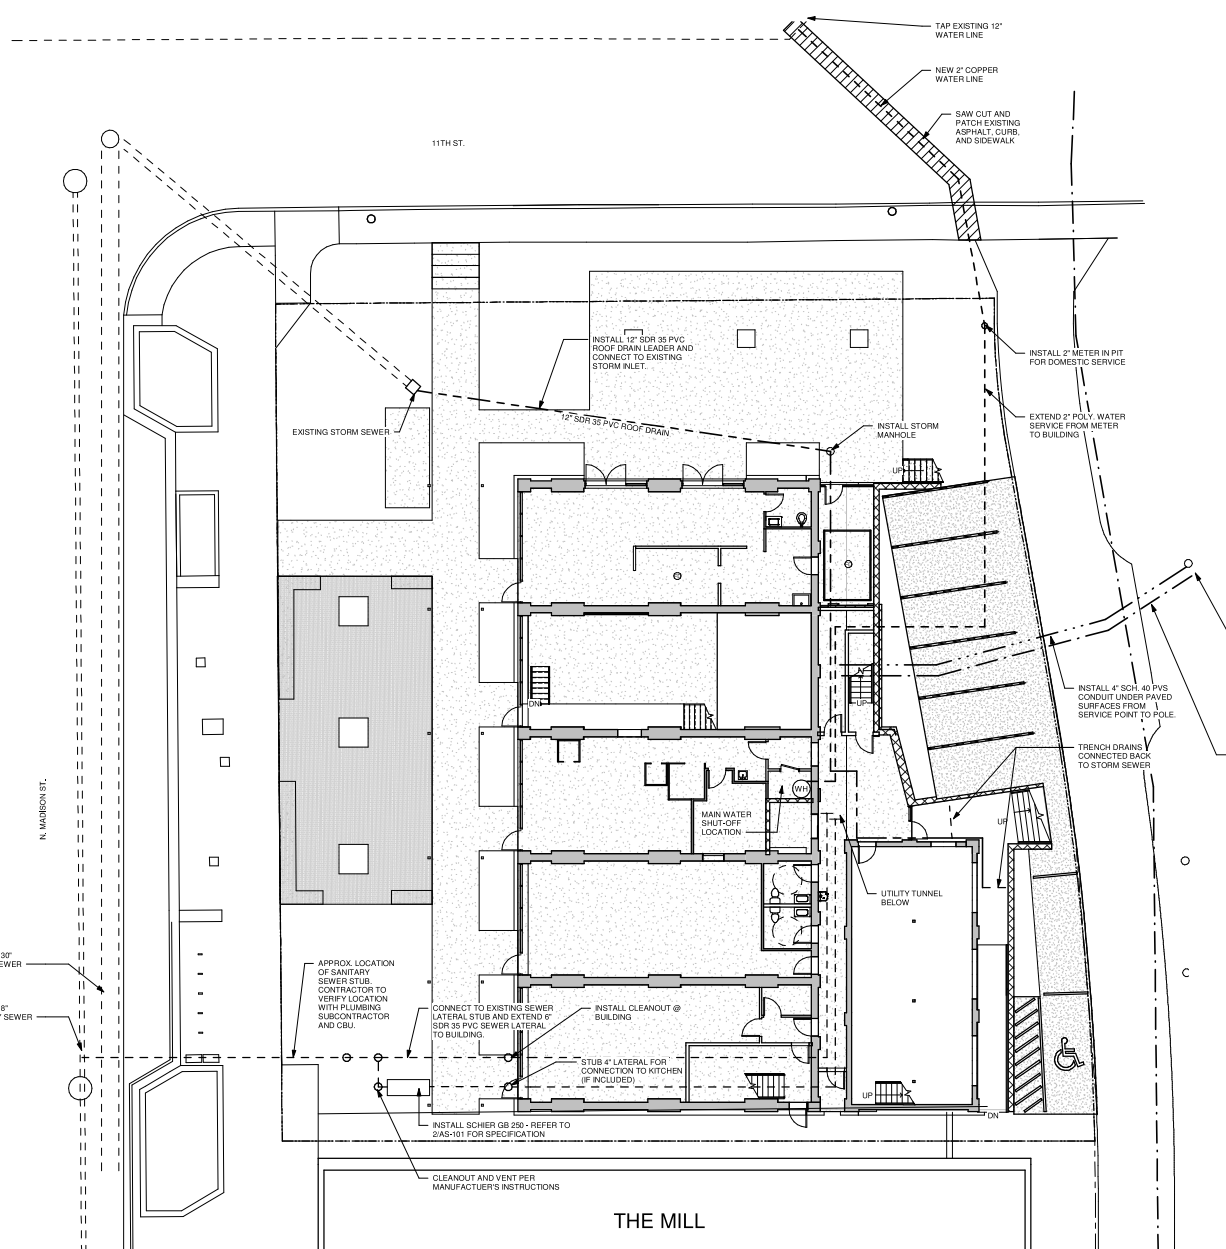 TAP EXISTING 12"
WATER LINE
NEW 2" COPPER
WATER LINE
SAW CUT AND
PATCH EXISTING
ASPHALT, CURB,
AND SIDEWALK
11TH ST.
INSTALL 12" SDR 35 PVC
ROOF DRAIN LEADER AND
CONNECT TO EXISTING
STORM INLET.
INSTALL 2" METER IN PIT
FOR DOMESTIC SERVICE
EXTEND 2" POLY. WATER
SERVICE FROM METER
TO BUILDING
12" SDR 35 PVC ROOF DRAIN
EXISTING STORM SEWER
INSTALL STORM
MANHOLE
UP
INSTALL 4" SCH. 40 PVS
CONDUIT UNDER PAVED
SURFACES FROM
SERVICE POINT TO POLE.
DN
UP
TRENCH DRAINS
CONNECTED BACK
TO STORM SEWER
N. MADISON ST.
WH
MAIN WATER
SHUT-OFF
LOCATION
UP
UTILITY TUNNEL
BELOW
30"
EWER
8"
SEWER
APPROX. LOCATION
OF SANITARY
SEWER STUB.
CONTRACTOR TO
VERIFY LOCATION
WITH PLUMBING
SUBCONTRACTOR
AND CBU.
CONNECT TO EXISTING SEWER
LATERAL STUB AND EXTEND 6"
SDR 35 PVC SEWER LATERAL
TO BUILDING.
INSTALL CLEANOUT @
BUILDING
STUB 4" LATERAL FOR
CONNECTION TO KITCHEN
(IF INCLUDED)
UP
DN
INSTALL SCHIER GB 250 - REFER TO
2/AS-101 FOR SPECIFICATION
CLEANOUT AND VENT PER
MANUFACTUER'S INSTRUCTIONS
THE MILL